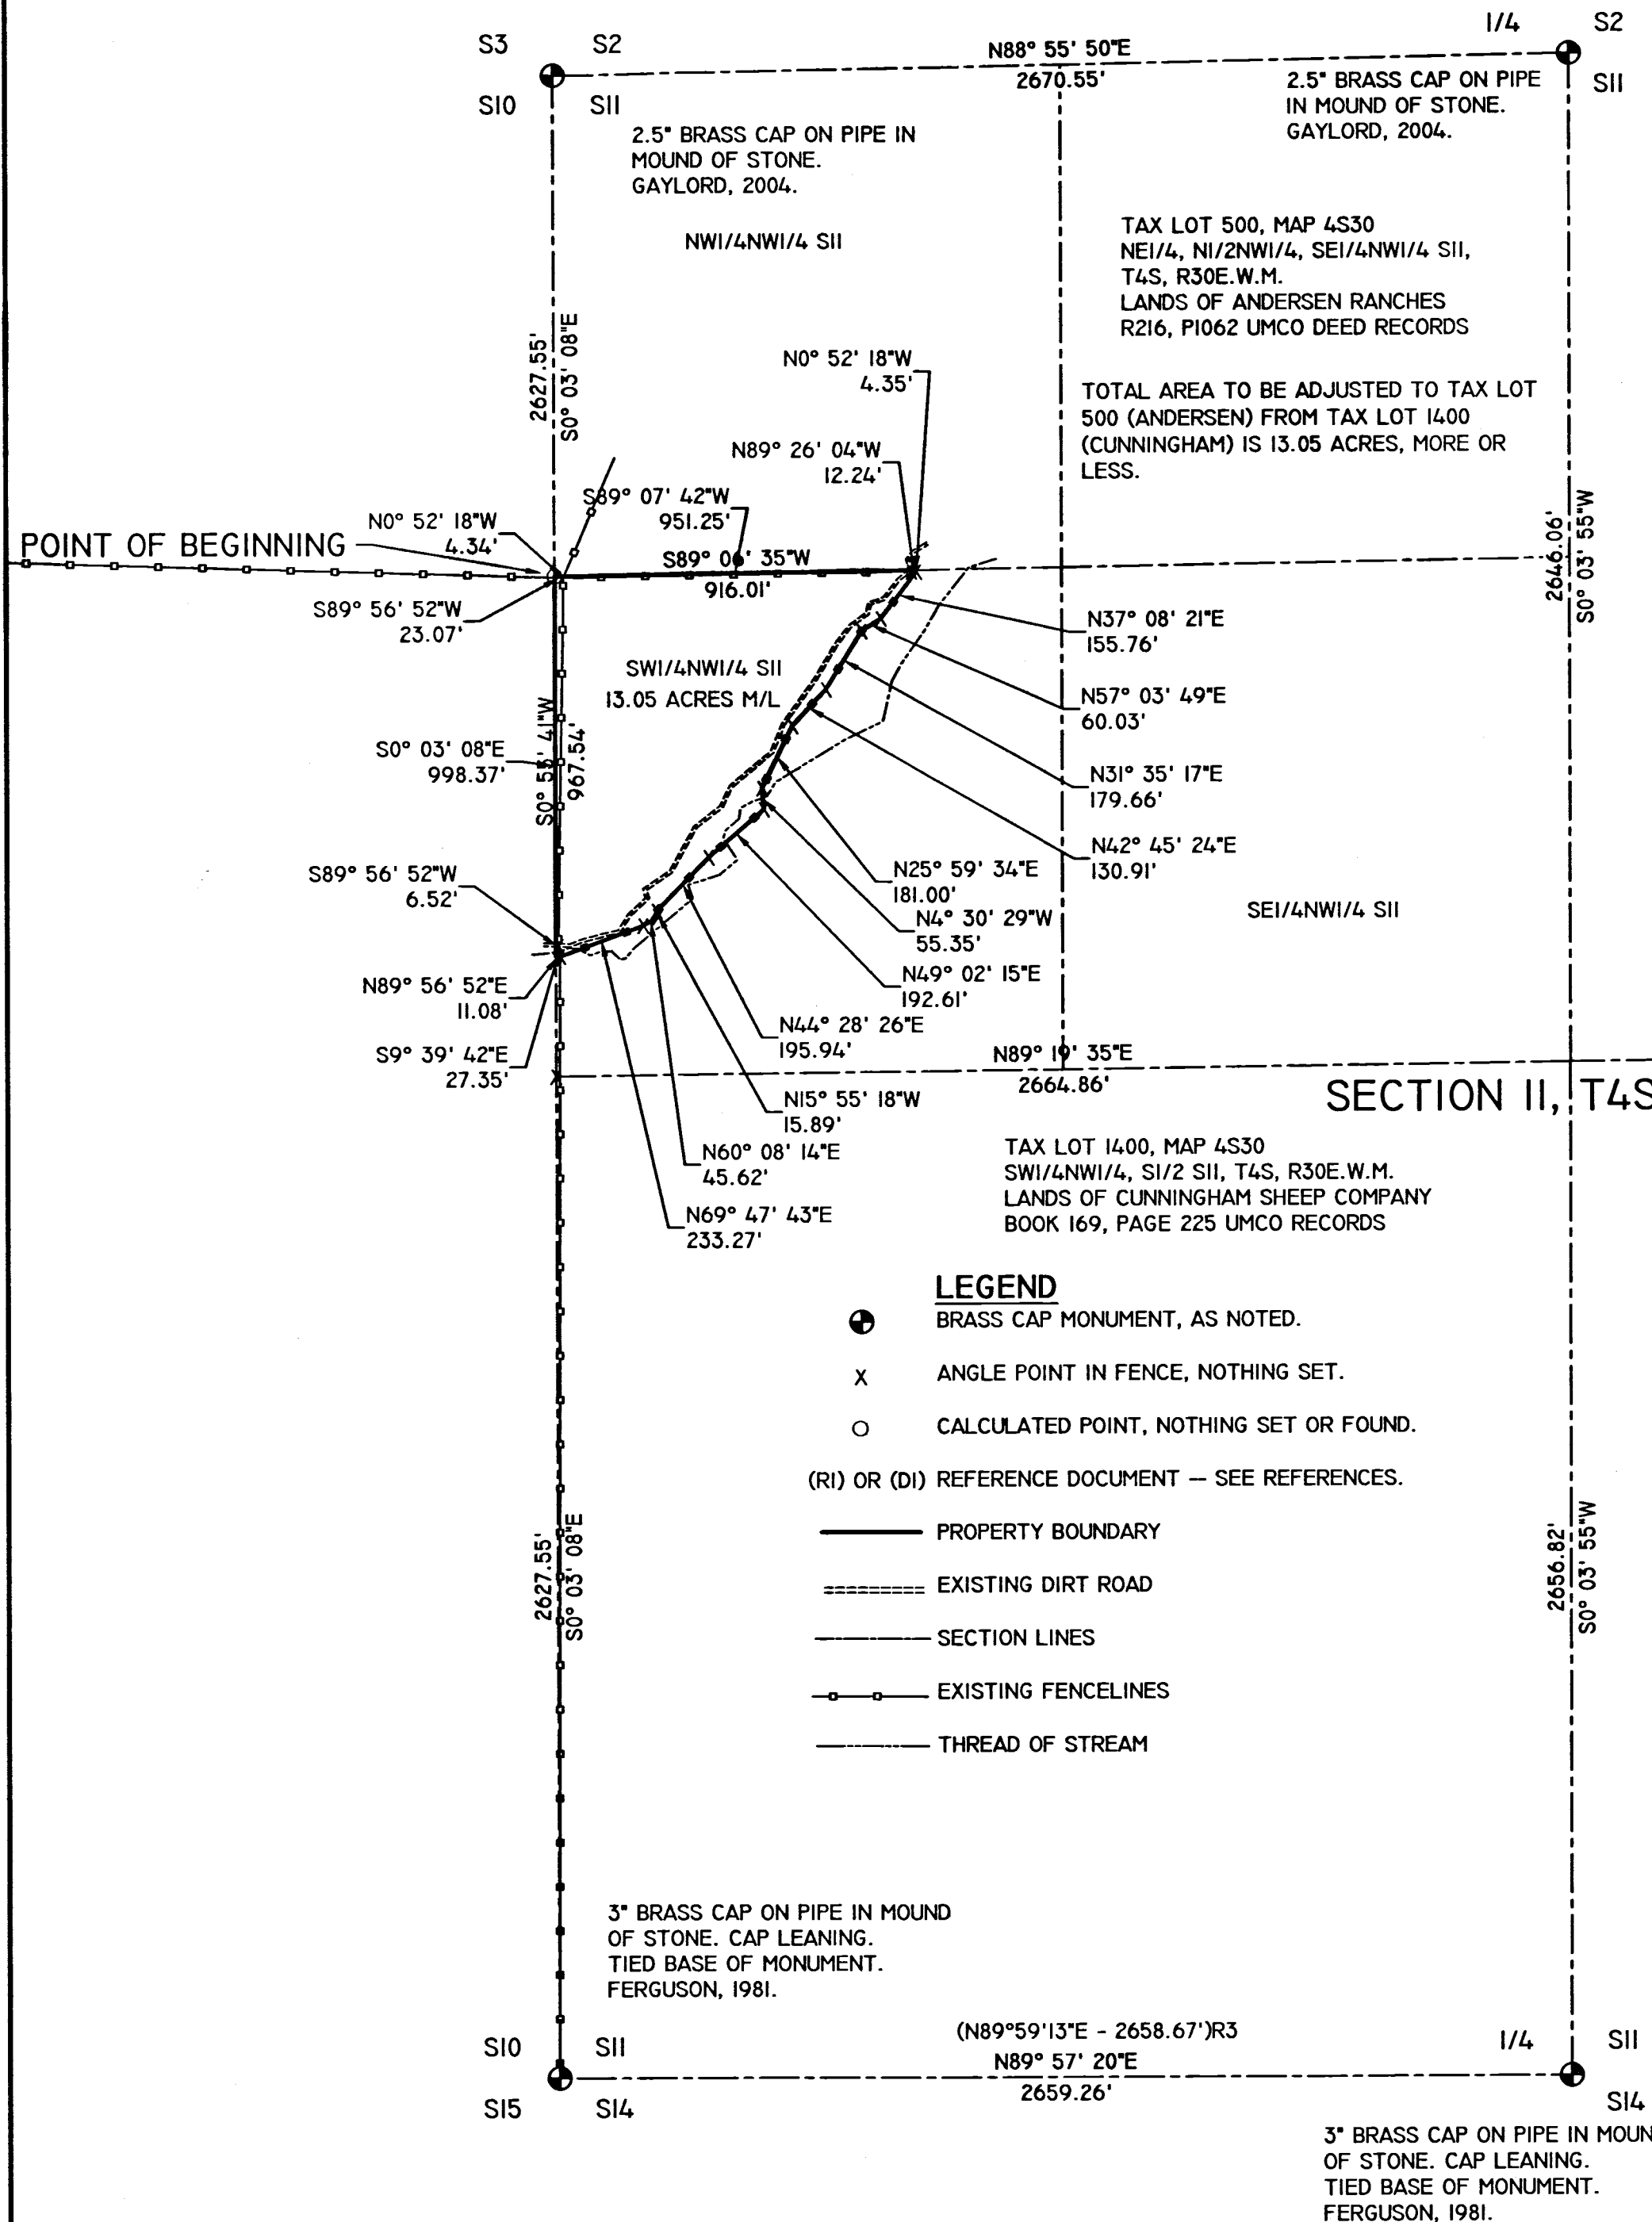 S3
S2
N88° 55' 50"E
2670.55'
1/4
S2
S10
S11
S11
2.5" BRASS CAP ON PIPE IN
MOUND OF STONE.
GAYLORD, 2004.
2.5" BRASS CAP ON PIPE
IN MOUND OF STONE.
GAYLORD, 2004.
NW1/4NW1/4 S11
TAX LOT 500, MAP 4S30
NE1/4, N1/2NW1/4, SE1/4NW1/4 S11,
T4S, R30E.W.M.
LANDS OF ANDERSEN RANCHES
R216, P1062 UMCO DEED RECORDS
2627.55'
S0° 03' 08"E
N0° 52' 18"W
4.35'
TOTAL AREA TO BE ADJUSTED TO TAX LOT
500 (ANDERSEN) FROM TAX LOT 1400
(CUNNINGHAM) IS 13.05 ACRES, MORE OR
LESS.
N89° 26' 04"W
12.24'
S89° 07' 42"W
951.25'
N0° 52' 18"W
4.34'
POINT OF BEGINNING
S89° 06' 35"W
916.01'
2646.06'
S0° 03' 55"W
S89° 56' 52"W
23.07'
N37° 08' 21"E
155.76'
SW1/4NW1/4 S11
13.05 ACRES M/L
N57° 03' 49"E
60.03'
S0° 03' 08"E
998.37'
S0° 55' 41"W
967.54'
N31° 35' 17"E
179.66'
N42° 45' 24"E
130.91'
S89° 56' 52"W
6.52'
N25° 59' 34"E
181.00'
SE1/4NW1/4 S11
N4° 30' 29"W
55.35'
N49° 02' 15"E
192.61'
N89° 56' 52"E
11.08'
N44° 28' 26"E
195.94'
S9° 39' 42"E
27.35'
N89° 19' 35"E
2664.86'
N15° 55' 18"W
15.89'
SECTION 11, T4S
N60° 08' 14"E
45.62'
TAX LOT 1400, MAP 4S30
SW1/4NW1/4, S1/2 S11, T4S, R30E.W.M.
LANDS OF CUNNINGHAM SHEEP COMPANY
BOOK 169, PAGE 225 UMCO RECORDS
N69° 47' 43"E
233.27'
LEGEND
BRASS CAP MONUMENT, AS NOTED.
X ANGLE POINT IN FENCE, NOTHING SET.
CALCULATED POINT, NOTHING SET OR FOUND.
(R1) OR (D1) REFERENCE DOCUMENT -- SEE REFERENCES.
PROPERTY BOUNDARY
EXISTING DIRT ROAD
SECTION LINES
EXISTING FENCELINES
THREAD OF STREAM
2627.55'
S0° 03' 08"E
2656.82'
S0° 03' 55"W
3" BRASS CAP ON PIPE IN MOUND
OF STONE. CAP LEANING.
TIED BASE OF MONUMENT.
FERGUSON, 1981.
S10
S11
(N89°59'13"E - 2658.67')R3
N89° 57' 20"E
2659.26'
1/4
S11
S15
S14
S14
3" BRASS CAP ON PIPE IN MOUN
OF STONE. CAP LEANING.
TIED BASE OF MONUMENT.
FERGUSON, 1981.